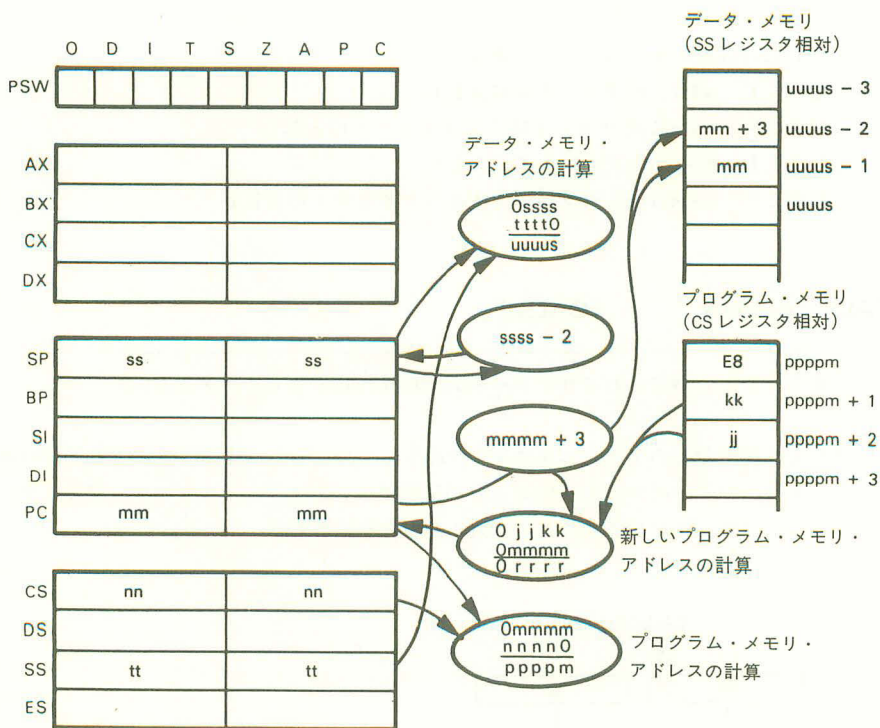 O D I T S Z A P C
PSW
AX
BX
CX
DX
SP ss ss
BP
SI
DI
PC mm mm
CS nn nn
DS
SS tt tt
ES
データ・メモリ・
アドレスの計算
0ssss
tttt0
uuuus
ssss − 2
mmmm + 3
0 j j k k
0mmmm
0 r r r r
新しいプログラム・メモリ・
アドレスの計算
0mmmm
n n n n 0
p p p p m
プログラム・メモリ・
アドレスの計算
データ・メモリ
(SS レジスタ相対)
uuuus − 3
mm + 3 uuuus − 2
mm uuuus − 1
uuuus
プログラム・メモリ
(CS レジスタ相対)
E8 ppppm
kk ppppm + 1
jj ppppm + 2
ppppm + 3